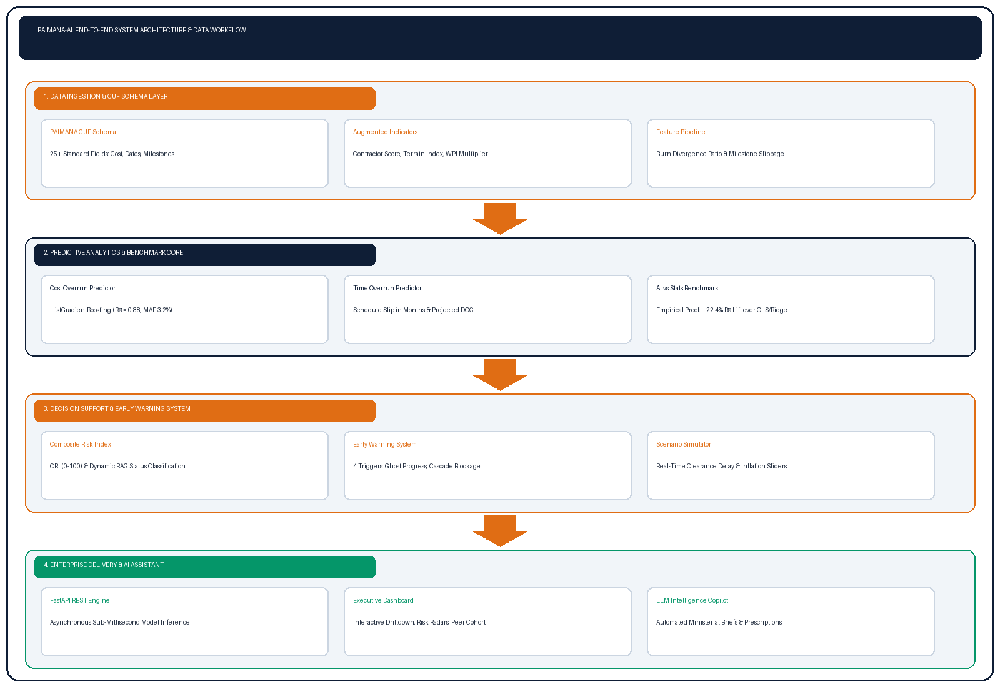 PAIMANA-AI: END-TO-END SYSTEM ARCHITECTURE & DATA WORKFLOW
1. DATA INGESTION & CUF SCHEMA LAYER
PAIMANA CUF Schema
25+ Standard Fields: Cost, Dates, Milestones
Augmented Indicators
Contractor Score, Terrain Index, WPI Multiplier
Feature Pipeline
Burn Divergence Ratio & Milestone Slippage
2. PREDICTIVE ANALYTICS & BENCHMARK CORE
Cost Overrun Predictor
HistGradientBoosting (R▯ = 0.88, MAE 3.2%)
Time Overrun Predictor
Schedule Slip in Months & Projected DOC
AI vs Stats Benchmark
Empirical Proof: +22.4% R▯ Lift over OLS/Ridge
3. DECISION SUPPORT & EARLY WARNING SYSTEM
Composite Risk Index
CRI (0-100) & Dynamic RAG Status Classification
Early Warning System
4 Triggers: Ghost Progress, Cascade Blockage
Scenario Simulator
Real-Time Clearance Delay & Inflation Sliders
4. ENTERPRISE DELIVERY & AI ASSISTANT
FastAPI REST Engine
Asynchronous Sub-Millisecond Model Inference
Executive Dashboard
Interactive Drilldown, Risk Radars, Peer Cohort
LLM Intelligence Copilot
Automated Ministerial Briefs & Prescriptions